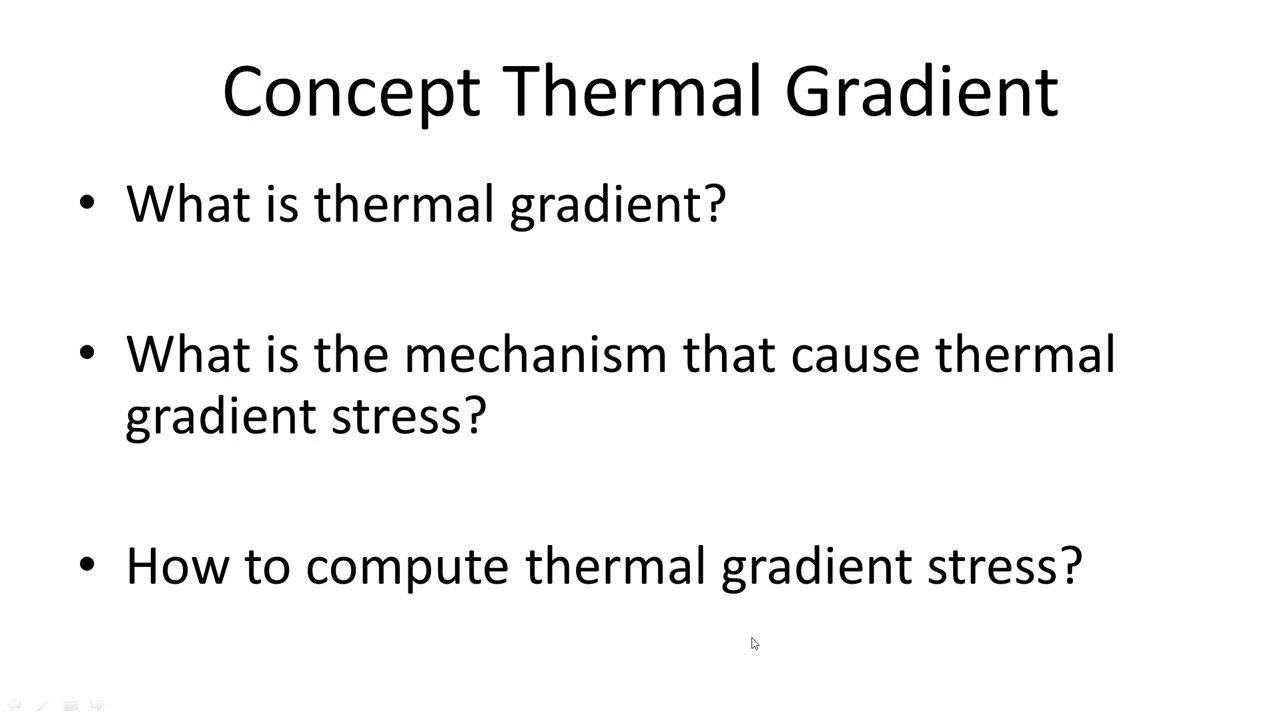 Concept Thermal Gradient
• What is thermal gradient?
• What is the mechanism that cause thermal
gradient stress?
• How to compute thermal gradient stress?